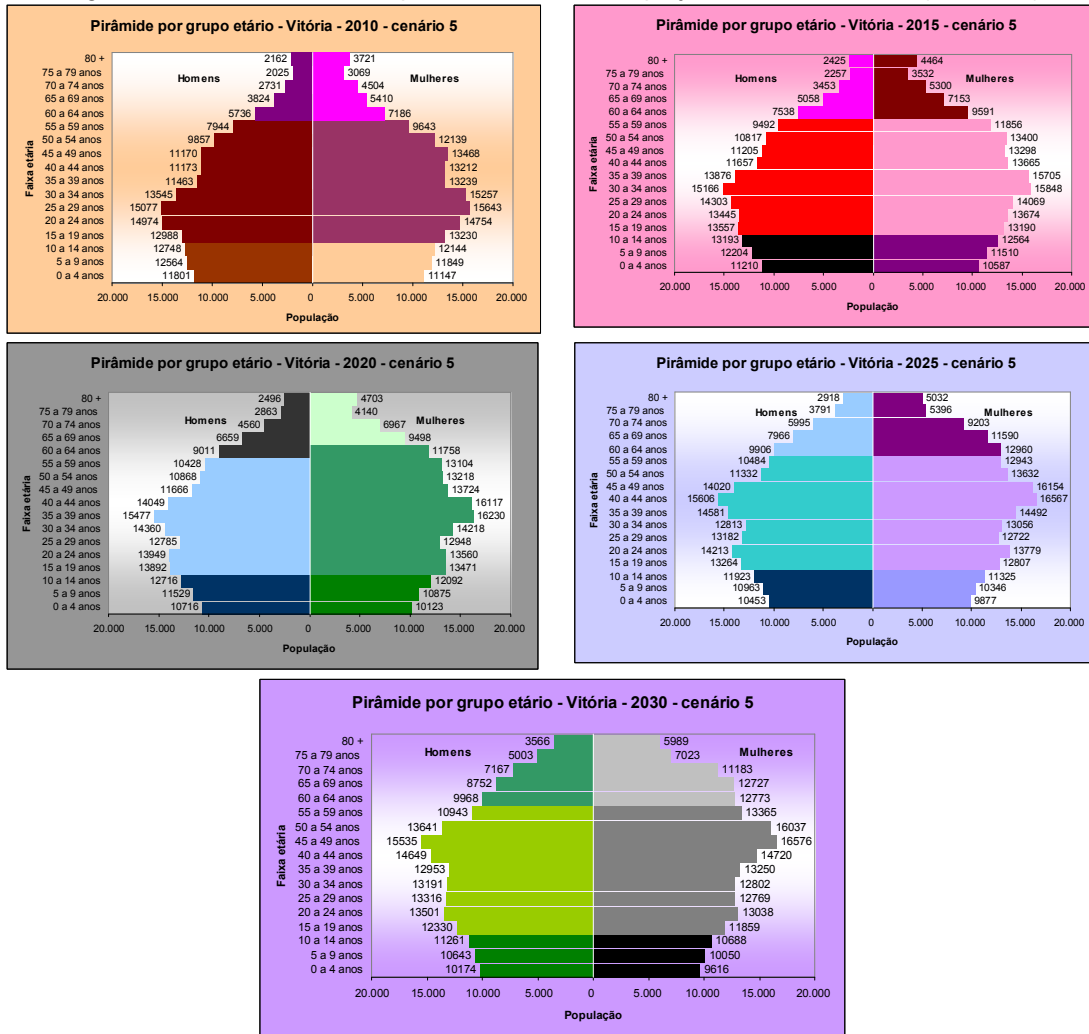 Pirâmide por grupo etário - Vitória - 2010 - cenário 5
Faixa etária
Homens
Mulheres
80 + 2162 3721
75 a 79 anos 2025 3069
70 a 74 anos 2731 4504
65 a 69 anos 3824 5410
60 a 64 anos 5736 7186
55 a 59 anos 7944 9643
50 a 54 anos 9857 12139
45 a 49 anos 11170 13468
40 a 44 anos 11173 13212
35 a 39 anos 11463 13239
30 a 34 anos 13545 15257
25 a 29 anos 15077 15643
20 a 24 anos 14974 14754
15 a 19 anos 12988 13230
10 a 14 anos 12748 12144
5 a 9 anos 12564 11849
0 a 4 anos 11801 11147
20.000 15.000 10.000 5.000 0 5.000 10.000 15.000 20.000
População
Pirâmide por grupo etário - Vitória - 2015 - cenário 5
Faixa etária
Homens
Mulheres
80 + 2425 4464
75 a 79 anos 2257 3532
70 a 74 anos 3453 5300
65 a 69 anos 5058 7153
60 a 64 anos 7538 9591
55 a 59 anos 9492 11856
50 a 54 anos 10817 13400
45 a 49 anos 11205 13298
40 a 44 anos 11657 13665
35 a 39 anos 13876 15705
30 a 34 anos 15166 15848
25 a 29 anos 14303 14069
20 a 24 anos 13445 13674
15 a 19 anos 13557 13190
10 a 14 anos 13193 12564
5 a 9 anos 12204 11510
0 a 4 anos 11210 10587
20.000 15.000 10.000 5.000 0 5.000 10.000 15.000 20.000
População
Pirâmide por grupo etário - Vitória - 2020 - cenário 5
Faixa etária
Homens
Mulheres
80 + 2496 4703
75 a 79 anos 2863 4140
70 a 74 anos 4560 6967
65 a 69 anos 6659 9498
60 a 64 anos 9011 11758
55 a 59 anos 10428 13104
50 a 54 anos 10868 13218
45 a 49 anos 11666 13724
40 a 44 anos 14049 16117
35 a 39 anos 15477 16230
30 a 34 anos 14360 14218
25 a 29 anos 12785 12948
20 a 24 anos 13949 13560
15 a 19 anos 13892 13471
10 a 14 anos 12716 12092
5 a 9 anos 11529 10875
0 a 4 anos 10716 10123
20.000 15.000 10.000 5.000 0 5.000 10.000 15.000 20.000
População
Pirâmide por grupo etário - Vitória - 2025 - cenário 5
Faixa etária
Homens
Mulheres
80 + 2918 5032
75 a 79 anos 3791 5396
70 a 74 anos 5995 9203
65 a 69 anos 7966 11590
60 a 64 anos 9906 12960
55 a 59 anos 10484 12943
50 a 54 anos 11332 13632
45 a 49 anos 14020 16154
40 a 44 anos 15606 16567
35 a 39 anos 14581 14492
30 a 34 anos 12813 13056
25 a 29 anos 13182 12722
20 a 24 anos 14213 13779
15 a 19 anos 13264 12807
10 a 14 anos 11923 11325
5 a 9 anos 10963 10346
0 a 4 anos 10453 9877
20.000 15.000 10.000 5.000 0 5.000 10.000 15.000 20.000
População
Pirâmide por grupo etário - Vitória - 2030 - cenário 5
Faixa etária
Homens
Mulheres
80 + 3566 5989
75 a 79 anos 5003 7023
70 a 74 anos 7167 11183
65 a 69 anos 8752 12727
60 a 64 anos 9968 12773
55 a 59 anos 10943 13365
50 a 54 anos 13641 16037
45 a 49 anos 15535 16576
40 a 44 anos 14649 14720
35 a 39 anos 12953 13250
30 a 34 anos 13191 12802
25 a 29 anos 13316 12769
20 a 24 anos 13501 13038
15 a 19 anos 12330 11859
10 a 14 anos 11261 10688
5 a 9 anos 10643 10050
0 a 4 anos 10174 9616
20.000 15.000 10.000 5.000 0 5.000 10.000 15.000 20.000
População